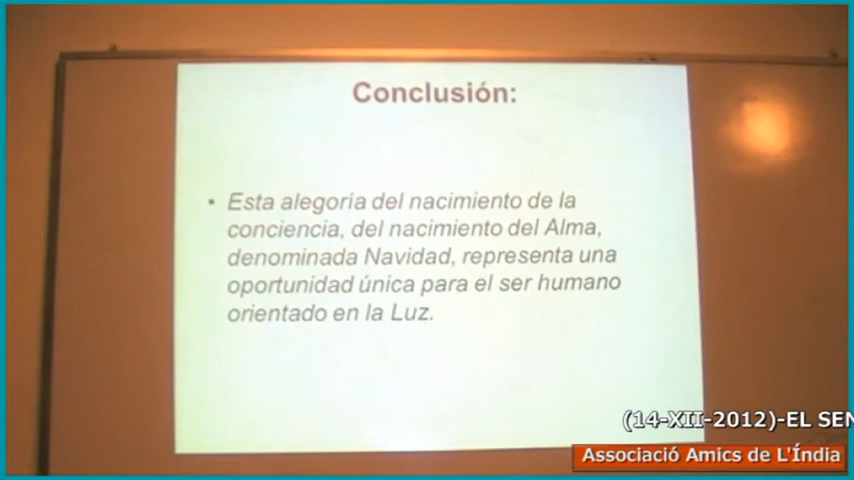 Conclusión:
• Esta alegoría del nacimiento de la
conciencia, del nacimiento del Alma,
denominada Navidad, representa una
oportunidad única para el ser humano
orientado en la Luz.
(14-XII-2012)-EL SEN
Associació Amics de L'Índia